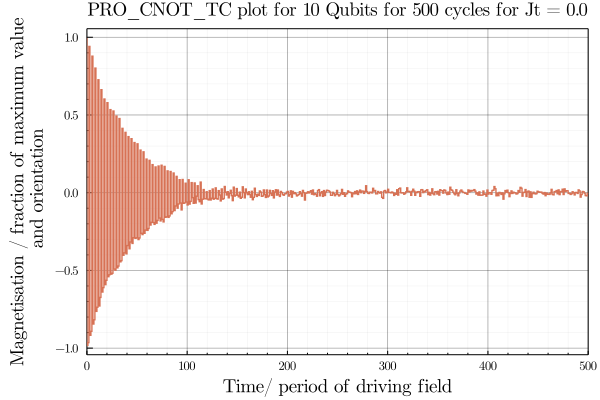 PRO_CNOT_TC plot for 10 Qubits for 500 cycles for Jt = 0.0
Magnetisation / fraction of maximum value
and orientation
1.0
0.5
0.0
−0.5
−1.0
0 100 200 300 400 500
Time/ period of driving field